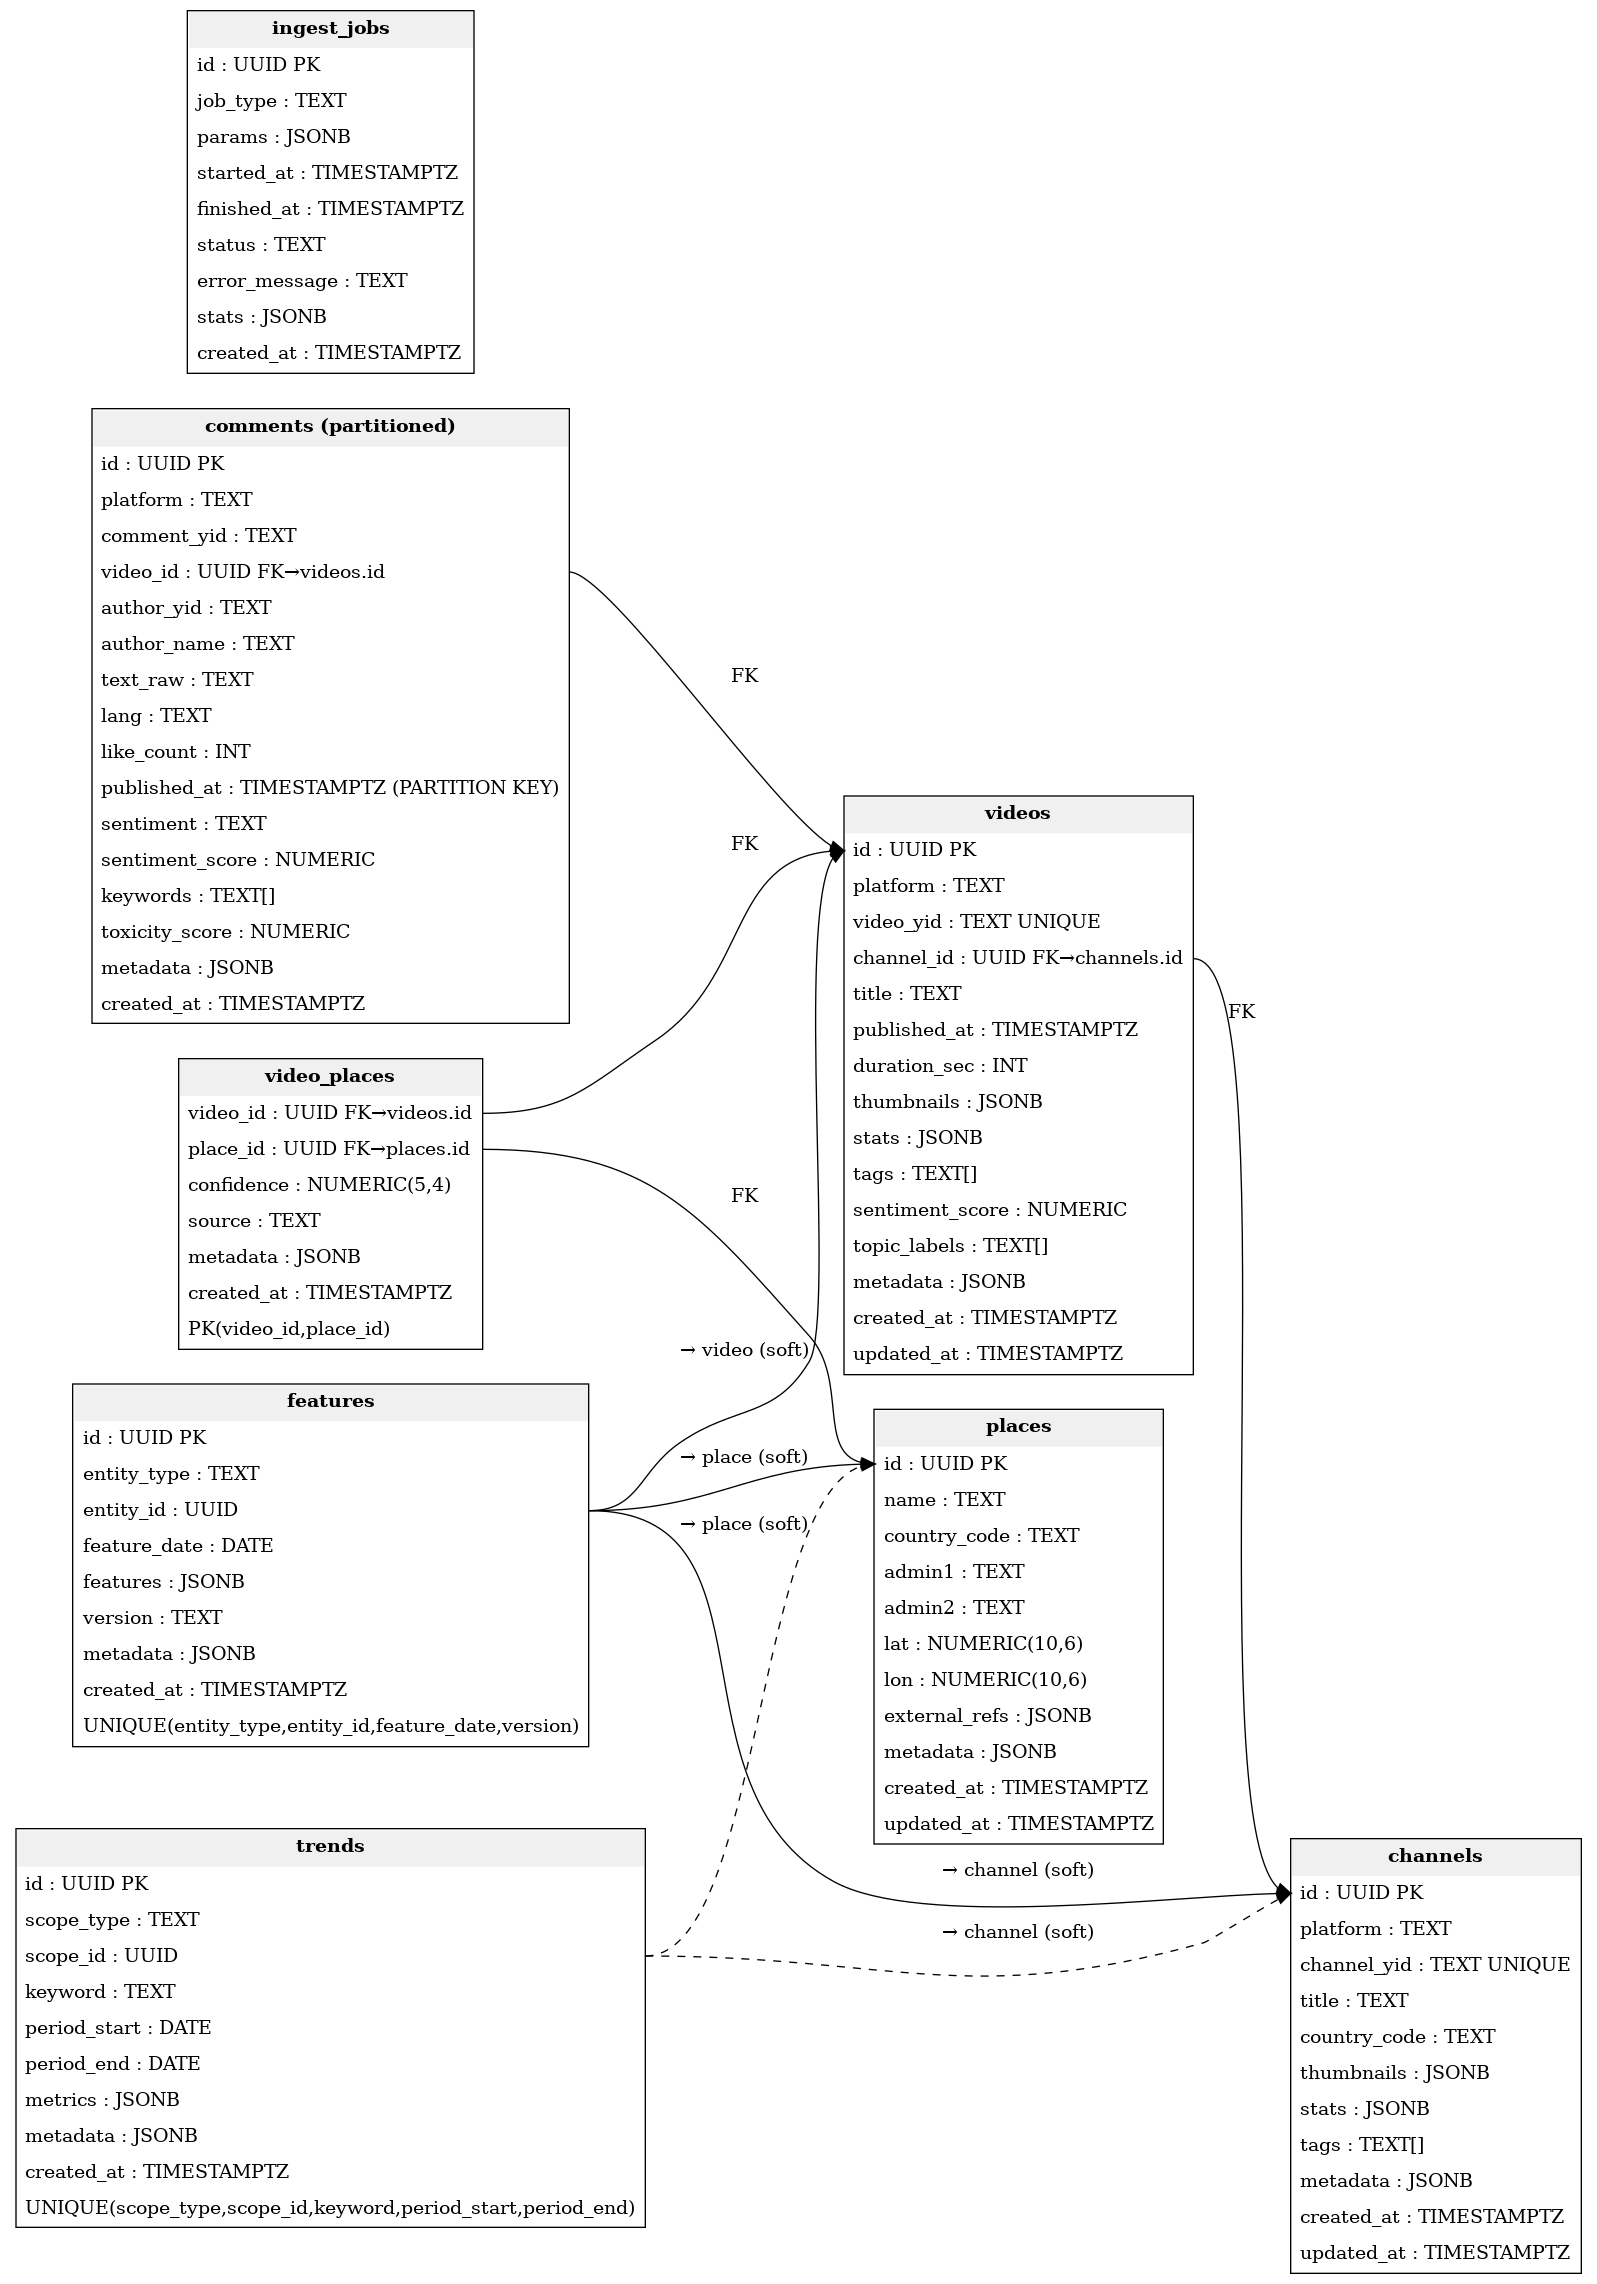 ingest_jobs
id : UUID PK
job_type : TEXT
params : JSONB
started_at : TIMESTAMPTZ
finished_at : TIMESTAMPTZ
status : TEXT
error_message : TEXT
stats : JSONB
created_at : TIMESTAMPTZ
comments (partitioned)
id : UUID PK
platform : TEXT
comment_yid : TEXT
video_id : UUID FK→videos.id
author_yid : TEXT
author_name : TEXT
text_raw : TEXT
lang : TEXT
like_count : INT
published_at : TIMESTAMPTZ (PARTITION KEY)
sentiment : TEXT
sentiment_score : NUMERIC
keywords : TEXT[]
toxicity_score : NUMERIC
metadata : JSONB
created_at : TIMESTAMPTZ
FK
FK
video_places
video_id : UUID FK→videos.id
place_id : UUID FK→places.id
confidence : NUMERIC(5,4)
source : TEXT
metadata : JSONB
created_at : TIMESTAMPTZ
PK(video_id,place_id)
FK
→ video (soft)
features
id : UUID PK
entity_type : TEXT
entity_id : UUID
feature_date : DATE
features : JSONB
version : TEXT
metadata : JSONB
created_at : TIMESTAMPTZ
UNIQUE(entity_type,entity_id,feature_date,version)
→ place (soft)
→ place (soft)
trends
id : UUID PK
scope_type : TEXT
scope_id : UUID
keyword : TEXT
period_start : DATE
period_end : DATE
metrics : JSONB
metadata : JSONB
created_at : TIMESTAMPTZ
UNIQUE(scope_type,scope_id,keyword,period_start,period_end)
videos
id : UUID PK
platform : TEXT
video_yid : TEXT UNIQUE
channel_id : UUID FK→channels.id
title : TEXT
published_at : TIMESTAMPTZ
duration_sec : INT
thumbnails : JSONB
stats : JSONB
tags : TEXT[]
sentiment_score : NUMERIC
topic_labels : TEXT[]
metadata : JSONB
created_at : TIMESTAMPTZ
updated_at : TIMESTAMPTZ
FK
places
id : UUID PK
name : TEXT
country_code : TEXT
admin1 : TEXT
admin2 : TEXT
lat : NUMERIC(10,6)
lon : NUMERIC(10,6)
external_refs : JSONB
metadata : JSONB
created_at : TIMESTAMPTZ
updated_at : TIMESTAMPTZ
→ channel (soft)
→ channel (soft)
channels
id : UUID PK
platform : TEXT
channel_yid : TEXT UNIQUE
title : TEXT
country_code : TEXT
thumbnails : JSONB
stats : JSONB
tags : TEXT[]
metadata : JSONB
created_at : TIMESTAMPTZ
updated_at : TIMESTAMPTZ